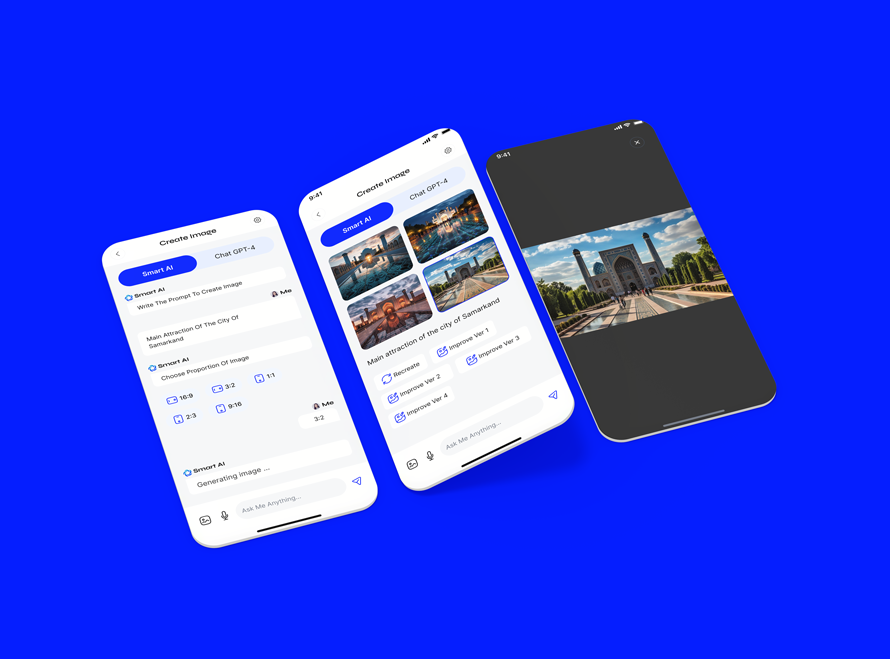 Create Image
Smart Ai
Chat GPT-4
Smart Ai
Write The Prompt To Create Image
Me
Main Attraction Of The City Of
Samarkand
Smart Ai
Choose Proportion Of Image
16:9
3:2
1:1
2:3
9:16
Me
3:2
Smart Ai
Generating image ...
Ask Me Anything...
9:41
Create Image
Smart Ai
Chat GPT-4
Main attraction of the city of Samarkand
Recreate
Improve Ver 1
Improve Ver 2
Improve Ver 3
Improve Ver 4
Ask Me Anything...
9:41